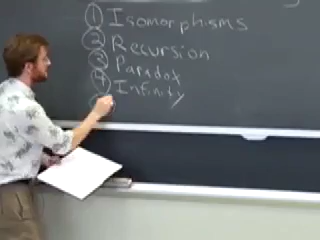 ① Isomorphisms
② Recursion
③ Paradox
④ Infinity